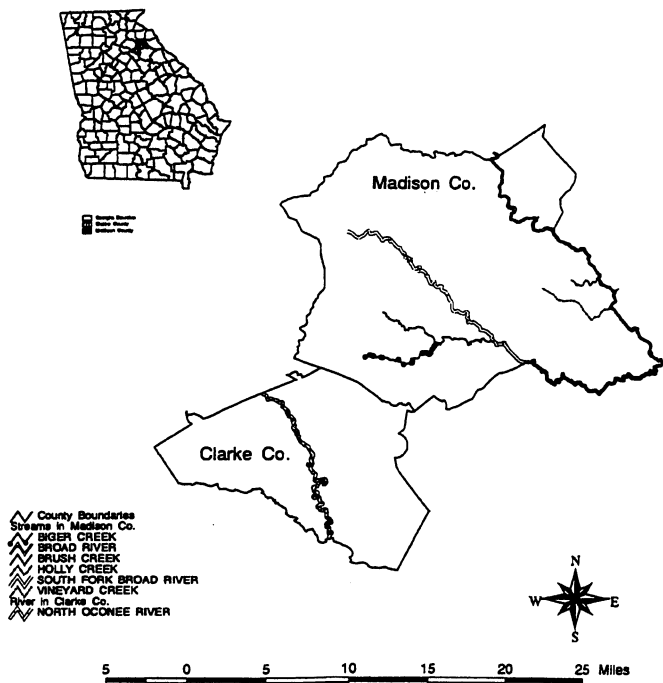 Madison Co.
Clarke Co.
County Boundaries
Streams in Madison Co.
BIGER CREEK
BROAD RIVER
BRUSH CREEK
HOLLY CREEK
SOUTH FORK BROAD RIVER
VINEYARD CREEK
River in Clarke Co.
NORTH OCONEE RIVER
N
W E
S
5 0 5 10 15 20 25 Miles